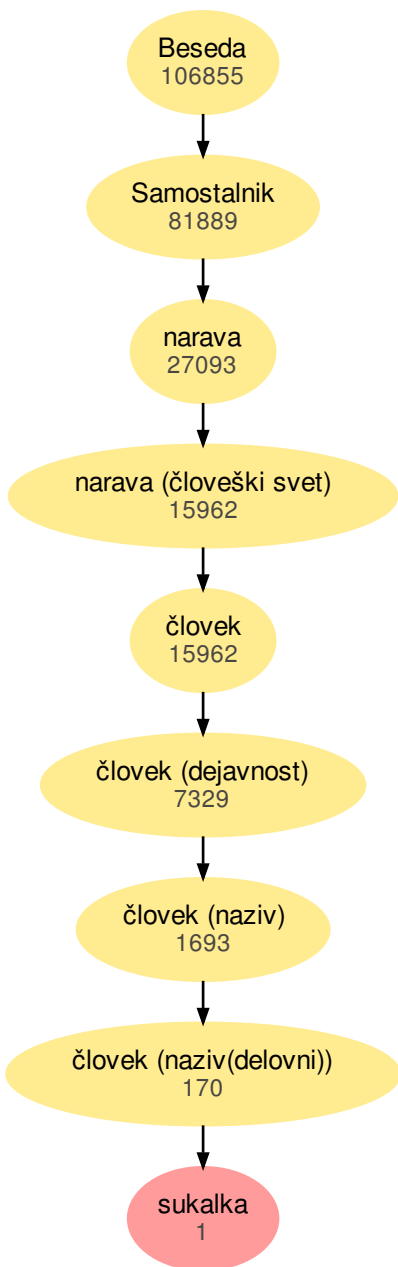 Beseda
106855
Samostalnik
81889
narava
27093
narava (človeški svet)
15962
človek
15962
človek (dejavnost)
7329
človek (naziv)
1693
človek (naziv(delovni))
170
sukalka
1